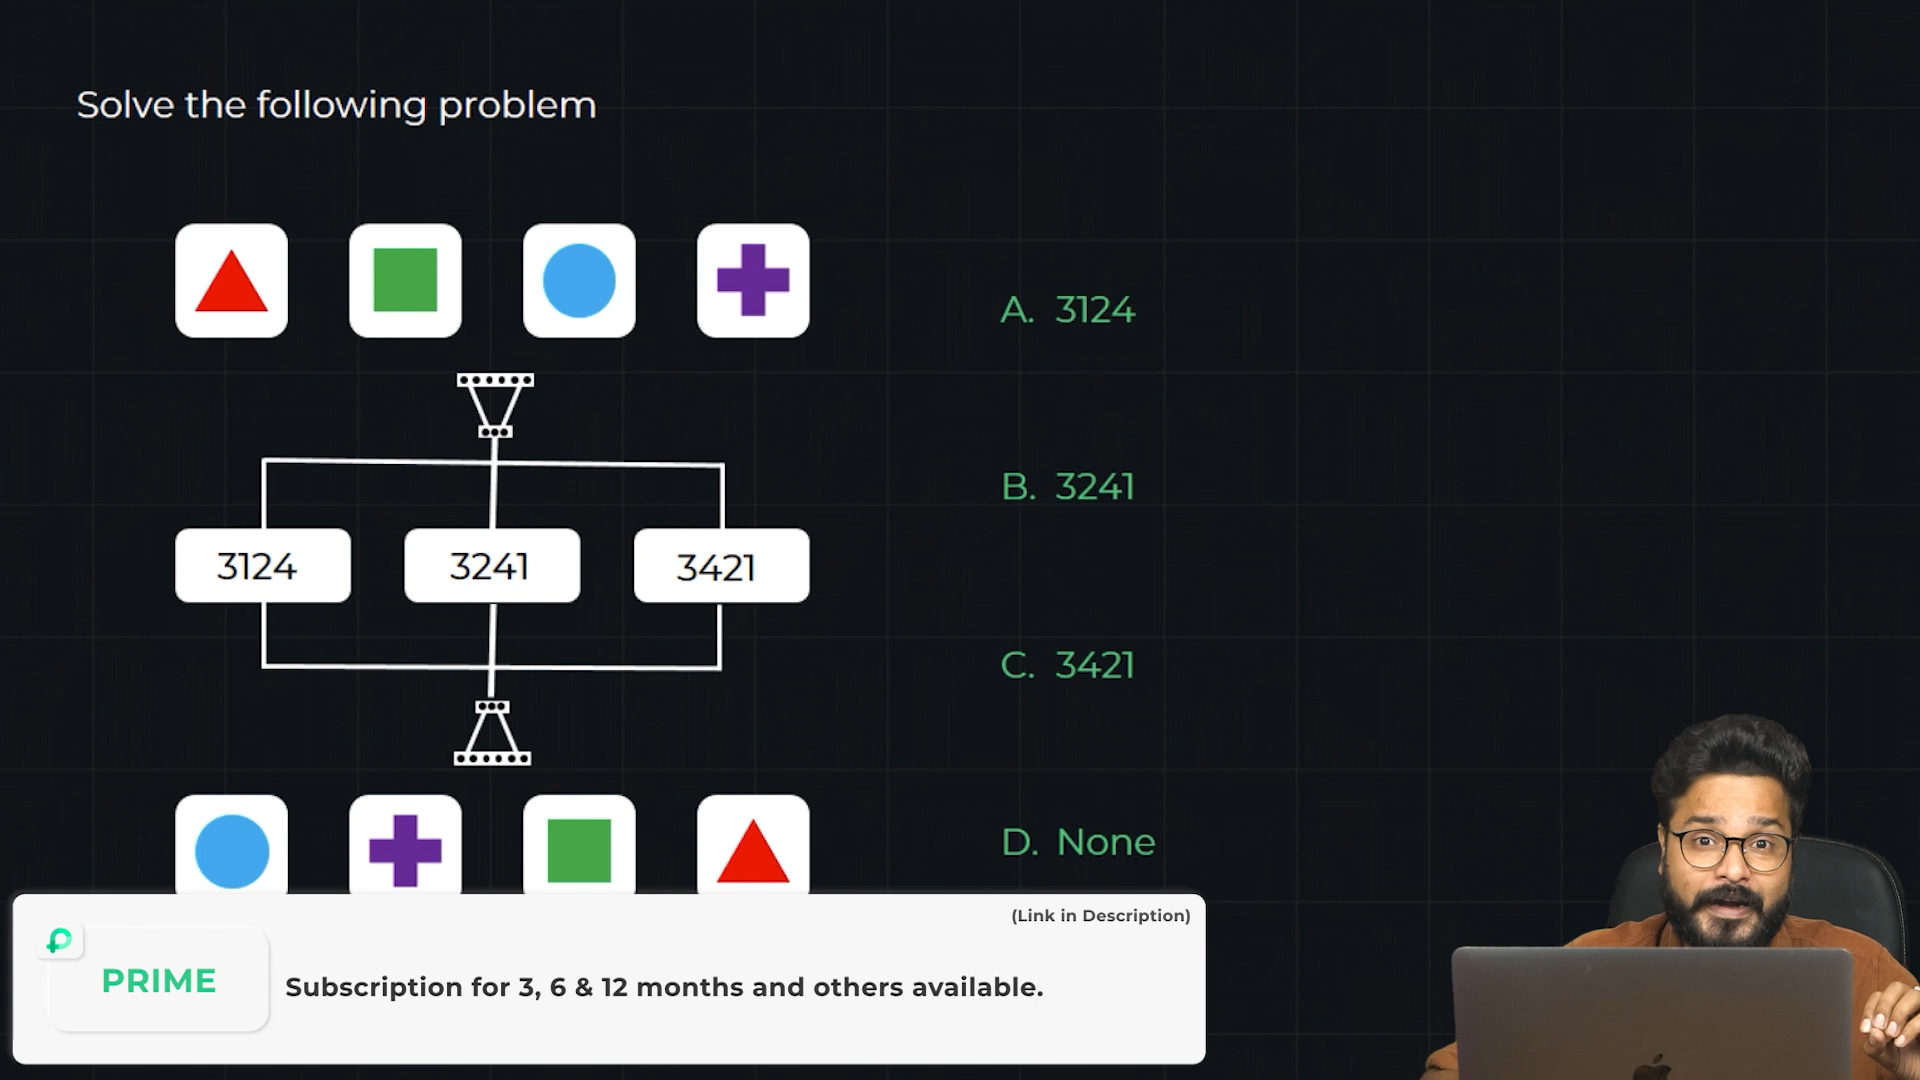 Solve the following problem
A. 3124
B. 3241
3124 3241 3421
C. 3421
D. None
(Link in Description)
PRIME
Subscription for 3, 6 & 12 months and others available.